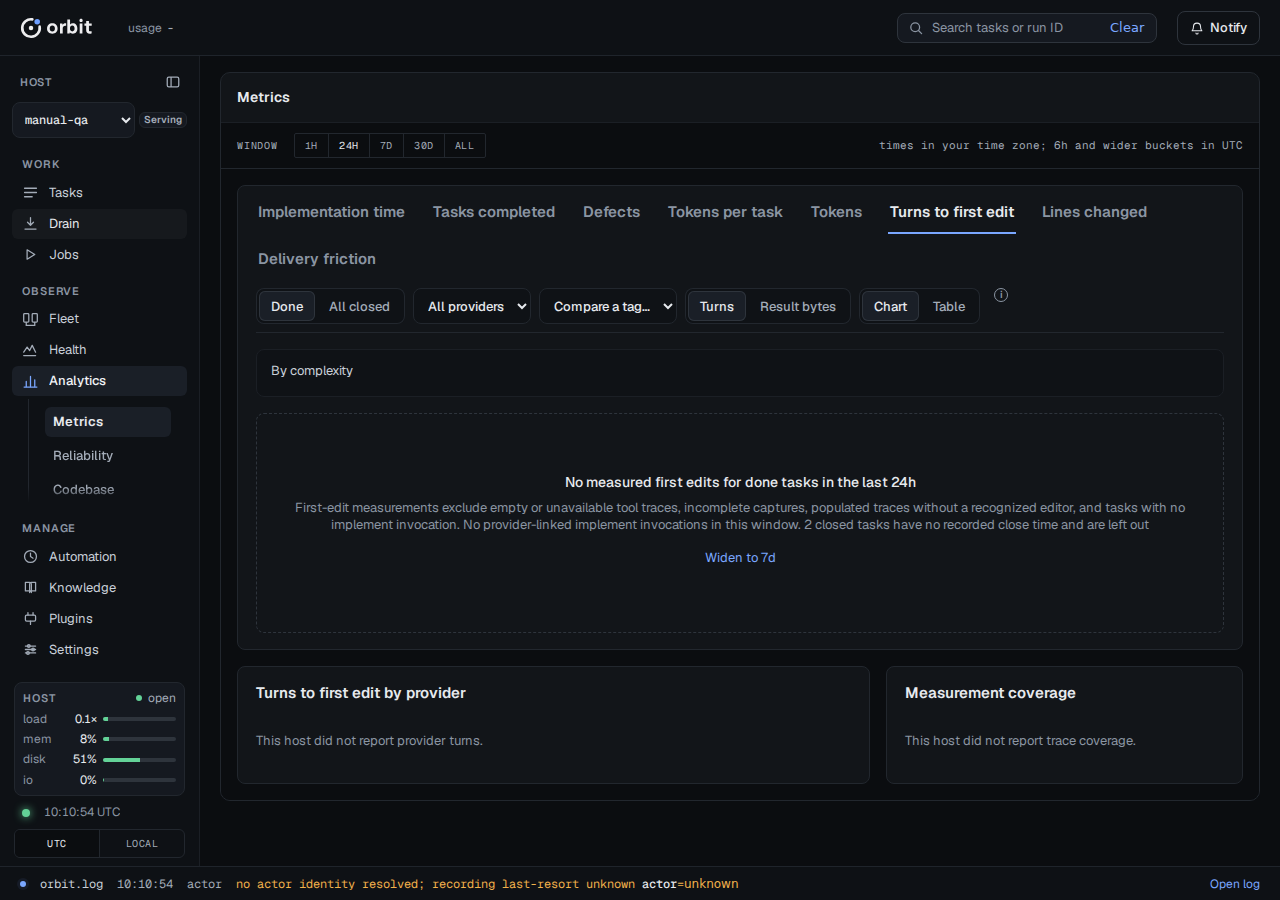 orbit
usage -
Search tasks or run ID
Clear
Notify
HOST
manual-qa
Serving
WORK
Tasks
Drain
Jobs
OBSERVE
Fleet
Health
Analytics
Metrics
Reliability
Codebase
MANAGE
Automation
Knowledge
Plugins
Settings
HOST open
load 0.1×
mem 8%
disk 51%
io 0%
10:10:54 UTC
UTC LOCAL
Metrics
WINDOW 1H 24H 7D 30D ALL
times in your time zone; 6h and wider buckets in UTC
Implementation time Tasks completed Defects Tokens per task Tokens Turns to first edit Lines changed
Delivery friction
Done All closed All providers Compare a tag… Turns Result bytes Chart Table
By complexity
No measured first edits for done tasks in the last 24h
First-edit measurements exclude empty or unavailable tool traces, incomplete captures, populated traces without a recognized editor, and tasks with no
implement invocation. No provider-linked implement invocations in this window. 2 closed tasks have no recorded close time and are left out
Widen to 7d
Turns to first edit by provider
This host did not report provider turns.
Measurement coverage
This host did not report trace coverage.
orbit.log 10:10:54 actor no actor identity resolved; recording last-resort unknown actor=unknown
Open log